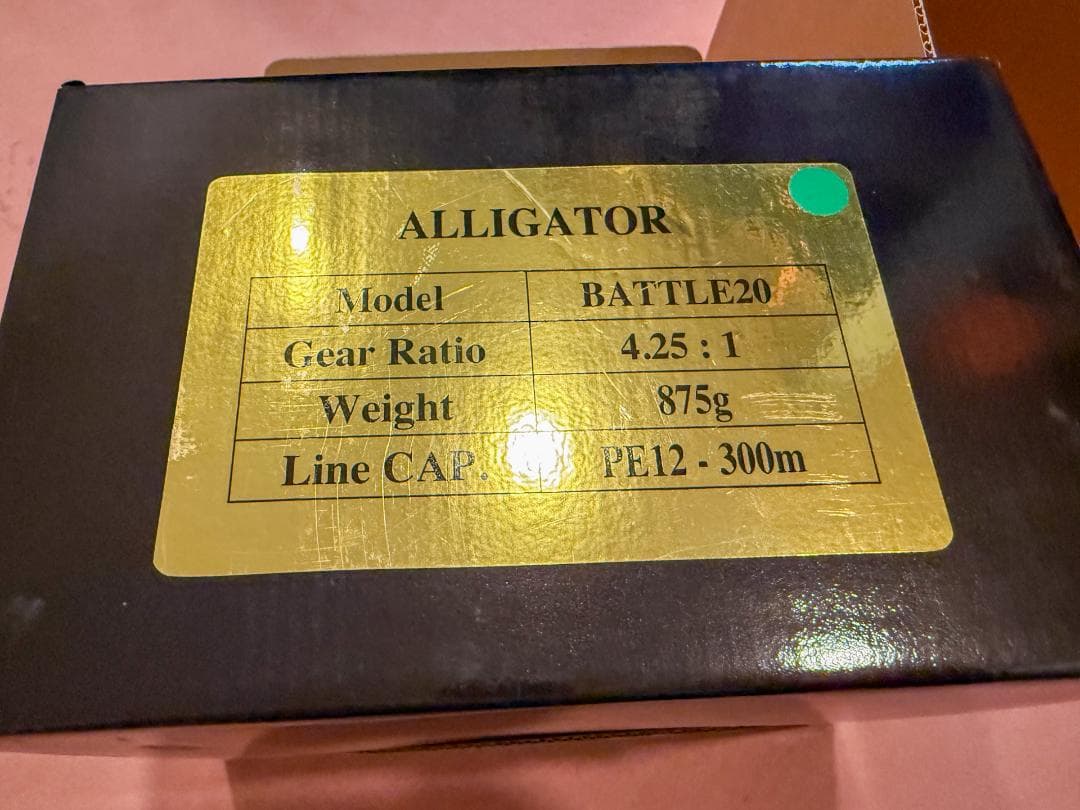 ALLIGATOR
Model BATTLE20
Gear Ratio 4.25 : 1
Weight 875g
Line CAP. PE12 - 300m